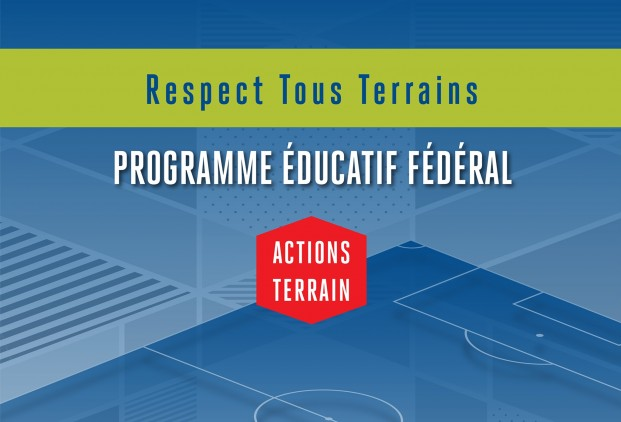 Respect Tous Terrains
PROGRAMME ÉDUCATIF FÉDÉRAL
ACTIONS
TERRAIN